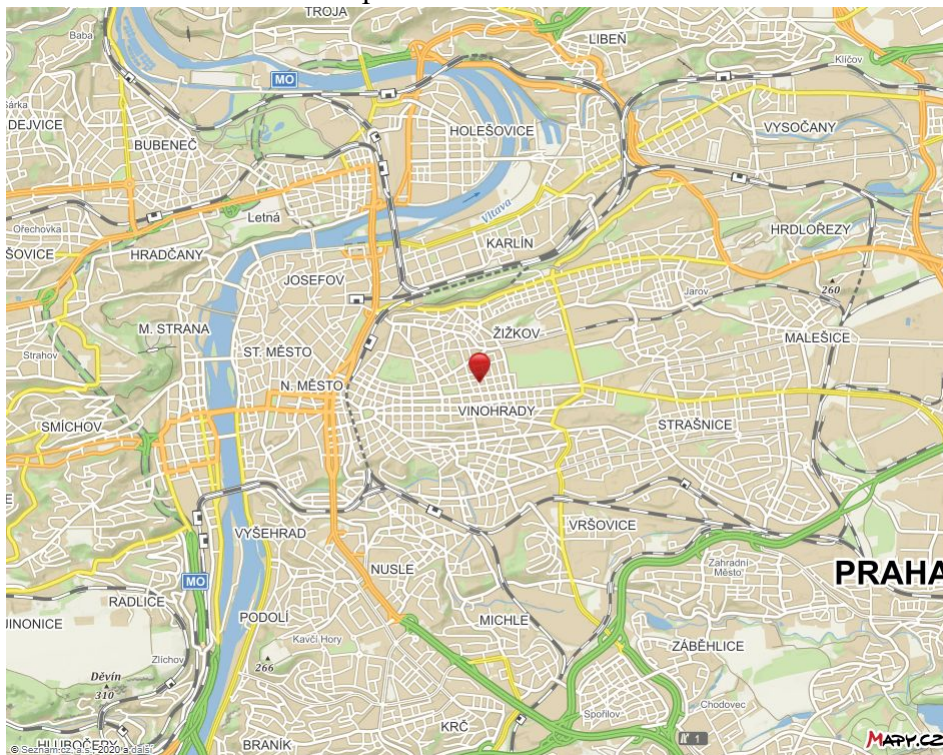 TROJA
Baba
LIBEŇ
MO
Klíčov
Šárka
DEJVICE
HOLEŠOVICE
VYSOČANY
BUBENEČ
Letná
Vltava
Ořechovka
HRDLOŘEZY
ŠOVICE
HRADČANY
KARLÍN
JOSEFOV
260
Jarov
M. STRANA
ŽIŽKOV
MALEŠICE
Strahov
ST. MĚSTO
N. MĚSTO
VINOHRADY
SMÍCHOV
STRAŠNICE
VRŠOVICE
VYŠEHRAD
Zahradní
Město
NUSLE
PRAHA
MO
RADLICE
PODOLÍ
MICHLE
JINONICE
Kavčí Hory
ZÁBĚHLICE
Zlíchov
266
Děvín
310
Chodovec
Spořilov
KRČ
1
HLUBOČEPY
BRANÍK
MAPY.CZ
© Seznam.cz, a.s., 2020 a další